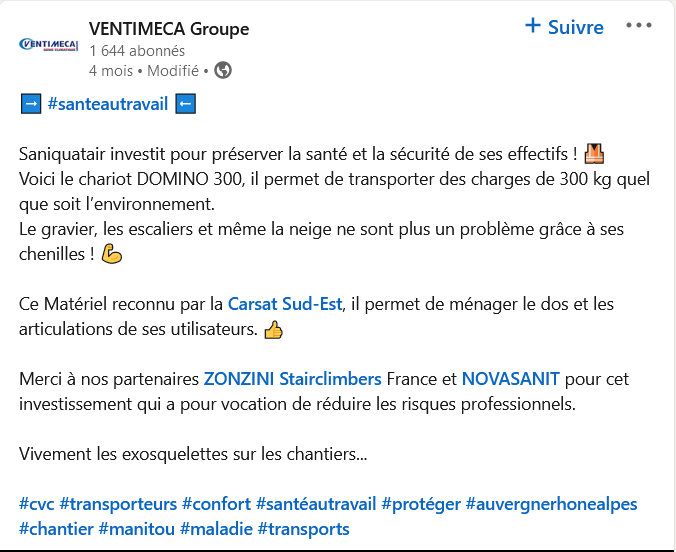 VENTIMECA
GÉNIE CLIMATIQUE
VENTIMECA Groupe
+ Suivre
1 644 abonnés
4 mois • Modifié •
➡️ #santeautravail ⬅️
Saniquatair investit pour préserver la santé et la sécurité de ses effectifs ! 🦺
Voici le chariot DOMINO 300, il permet de transporter des charges de 300 kg quel
que soit l’environnement.
Le gravier, les escaliers et même la neige ne sont plus un problème grâce à ses
chenilles ! 💪
Ce Matériel reconnu par la Carsat Sud-Est, il permet de ménager le dos et les
articulations de ses utilisateurs. 👍
Merci à nos partenaires ZONZINI Stairclimbers France et NOVASANIT pour cet
investissement qui a pour vocation de réduire les risques professionnels.
Vivement les exosquelettes sur les chantiers...
#cvc #transporteurs #confort #santéautravail #protéger #auvergnerhonealpes
#chantier #manitou #maladie #transports